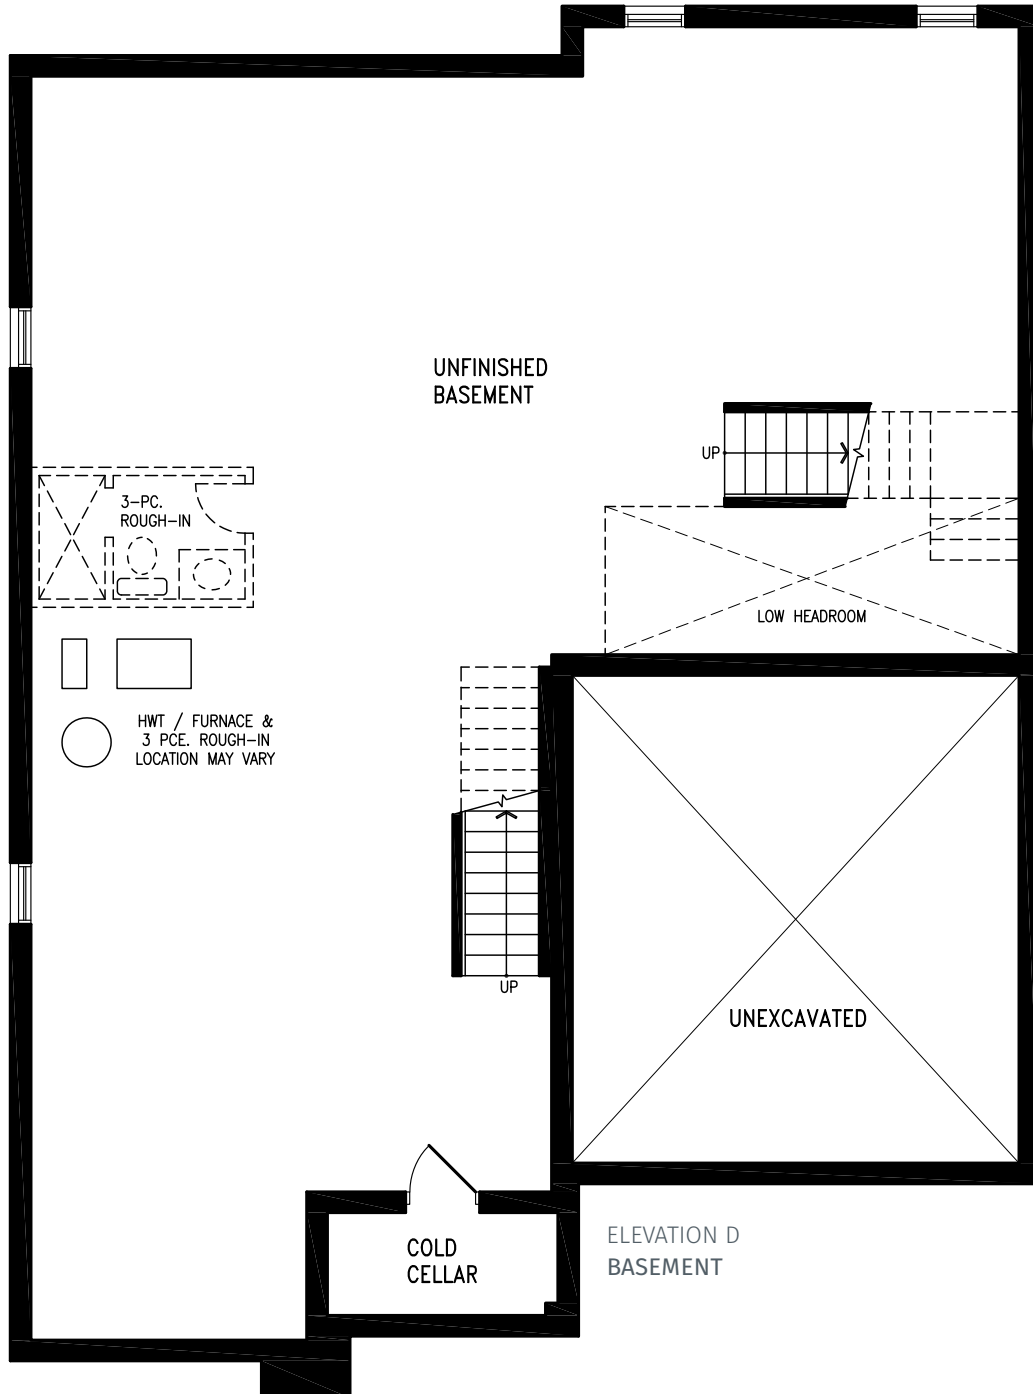 UNFINISHED
BASEMENT
UP
3-PC.
ROUGH-IN
LOW HEADROOM
HWT / FURNACE &
3 PCE. ROUGH-IN
LOCATION MAY VARY
UP
UNEXCAVATED
COLD
CELLAR
ELEVATION D
BASEMENT